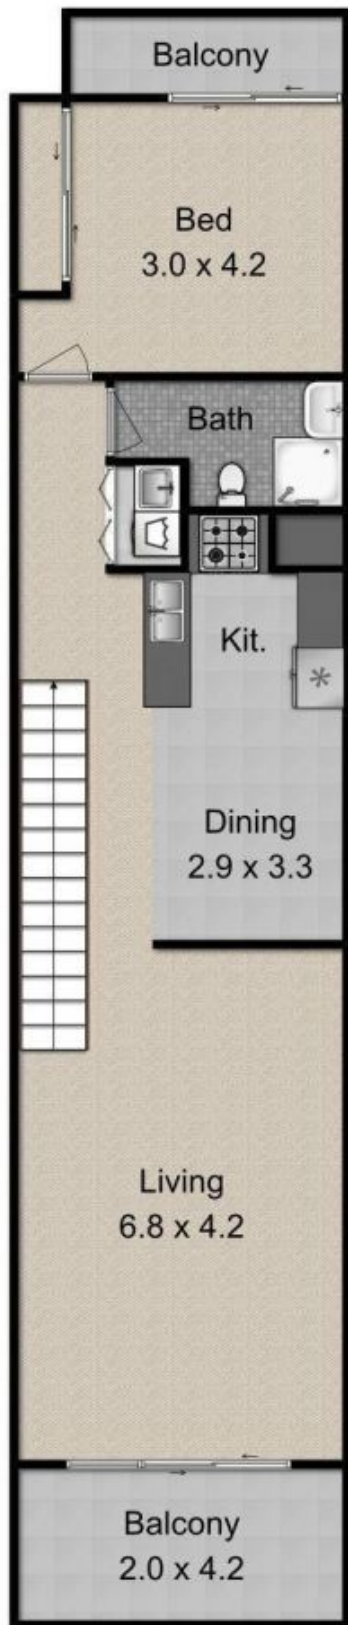 Balcony
Bed
3.0 x 4.2
Bath
Kit.
Dining
2.9 x 3.3
Living
6.8 x 4.2
Balcony
2.0 x 4.2